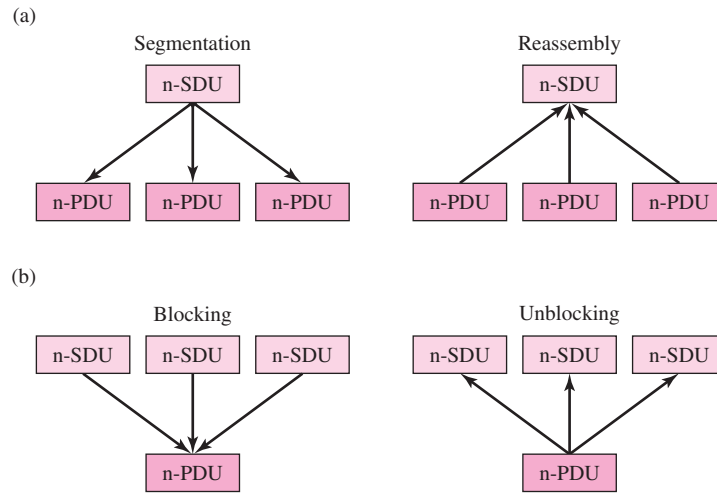 (a)
Segmentation
Reassembly
n-SDU
n-SDU
n-PDU n-PDU n-PDU
n-PDU n-PDU n-PDU
(b)
Blocking
Unblocking
n-SDU n-SDU n-SDU
n-SDU n-SDU n-SDU
n-PDU
n-PDU